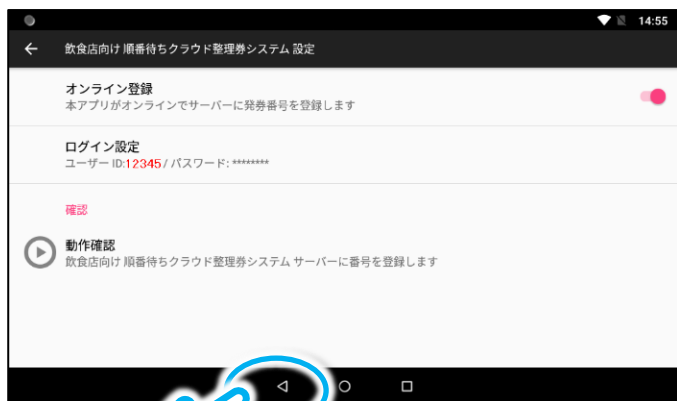 14:55
飲食店向け 順番待ちクラウド整理券システム 設定
オンライン登録
本アプリがオンラインでサーバーに発券番号を登録します
ログイン設定
ユーザー ID:12345 / パスワード: ********
確認
動作確認
飲食店向け 順番待ちクラウド整理券システム サーバーに番号を登録します